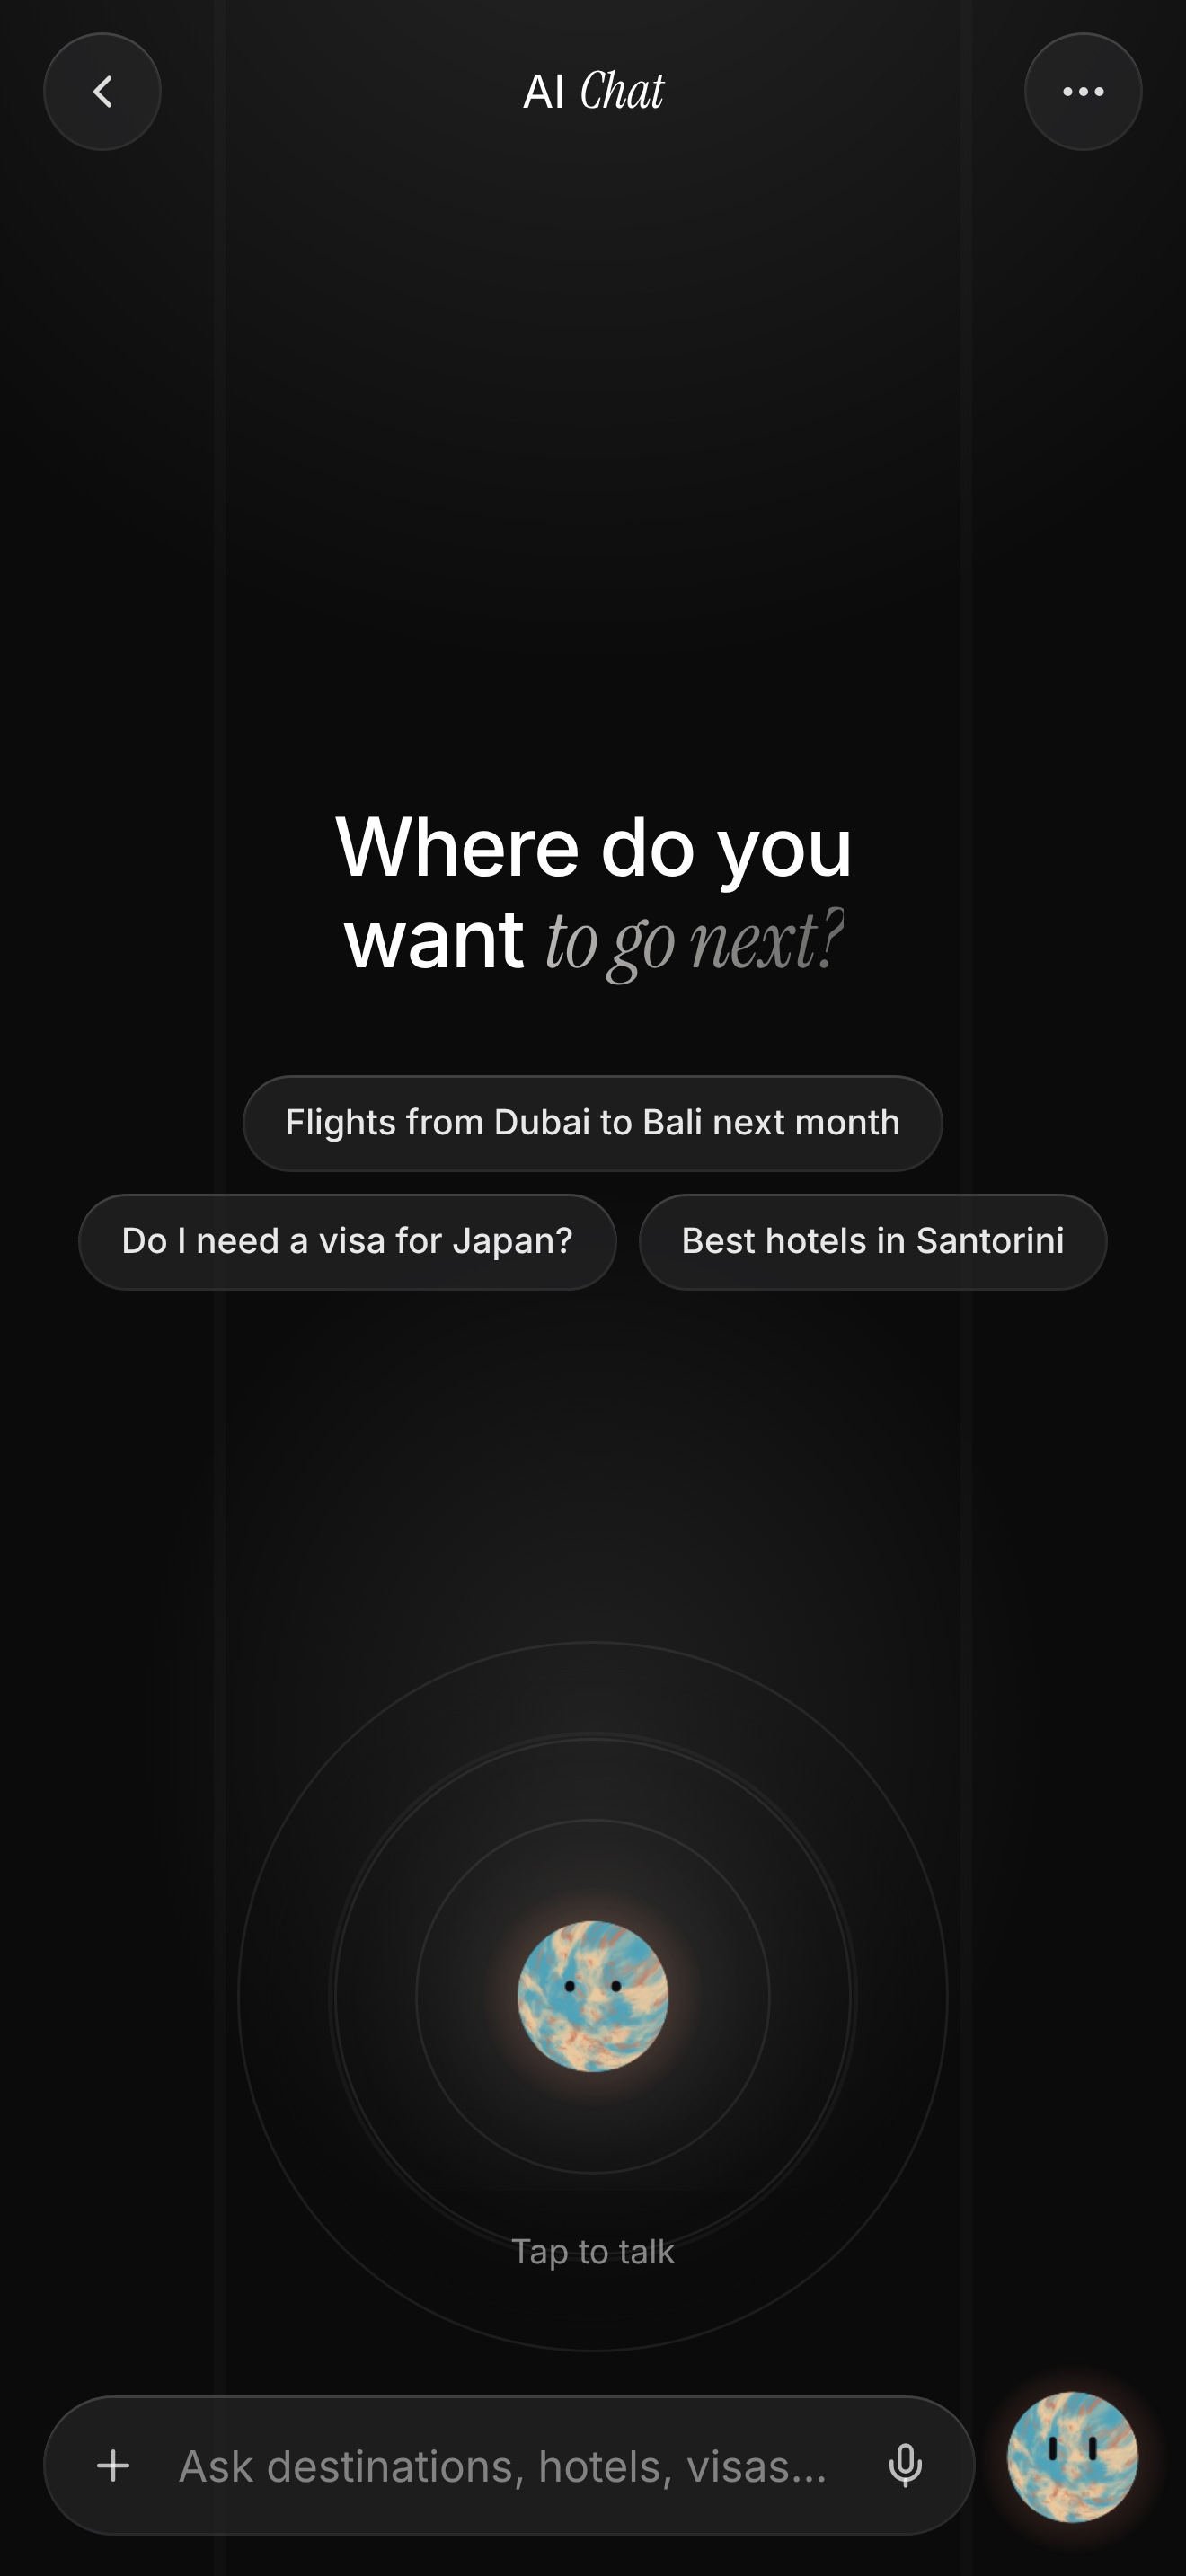 AI Chat
Where do you
want to go next?
Flights from Dubai to Bali next month
Do I need a visa for Japan?
Best hotels in Santorini
Tap to talk
Ask destinations, hotels, visas...